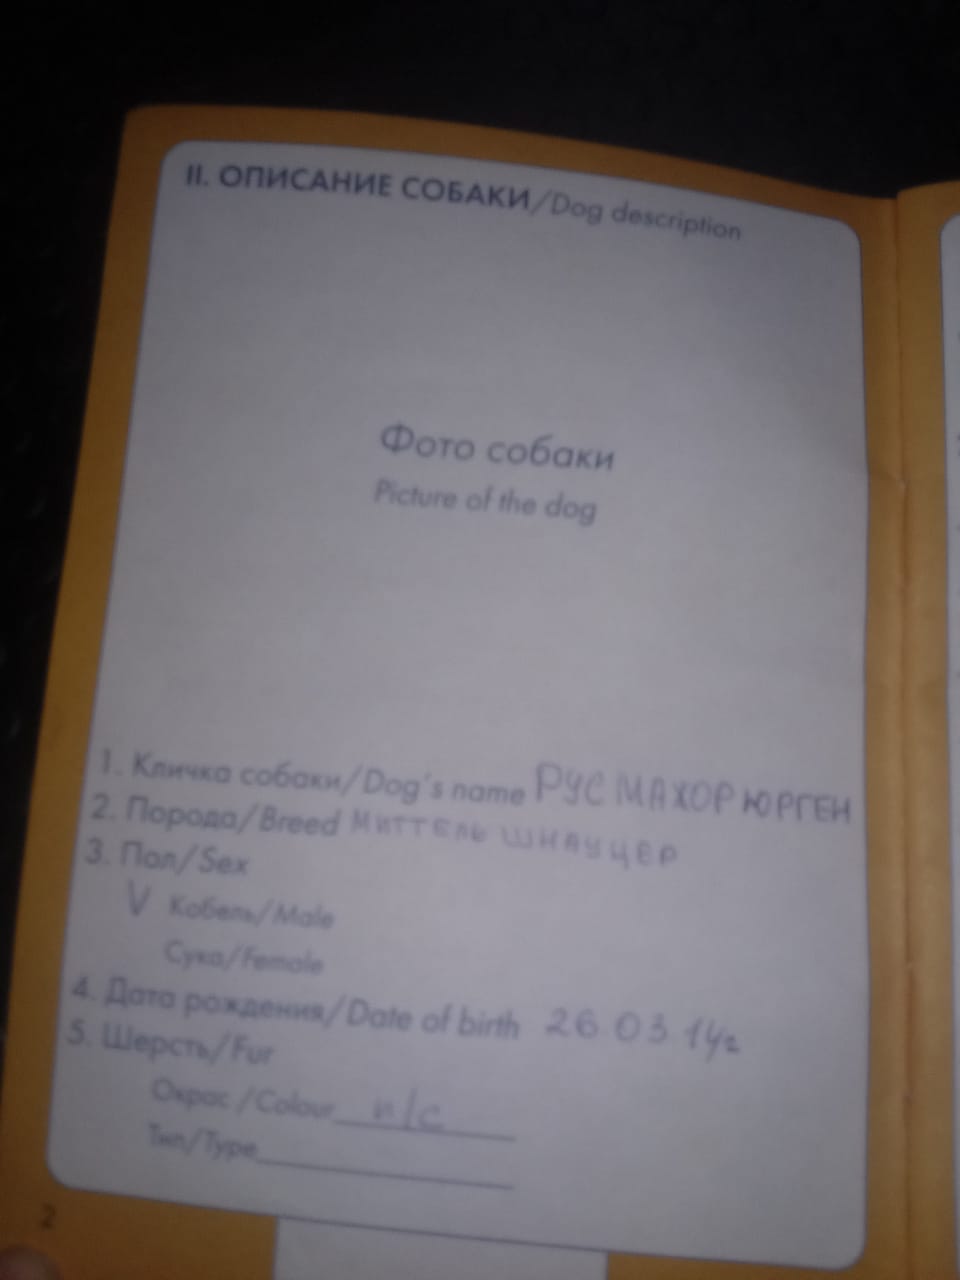 II. ОПИСАНИЕ СОБАКИ/Dog description
Фото собаки
Picture of the dog
1. Кличка собаки/Dog's name РУС МАХОР ЮРГЕН
2. Порода/Breed МИТТЕЛЬ ШНАУЦЕР
3. Пол/Sex
V Кобель/Male
Сука/Female
4. Дата рождения/Date of birth 26 03 14г
5. Шерсть/Fur
Окрас/Colour п/с
Тип/Type
2